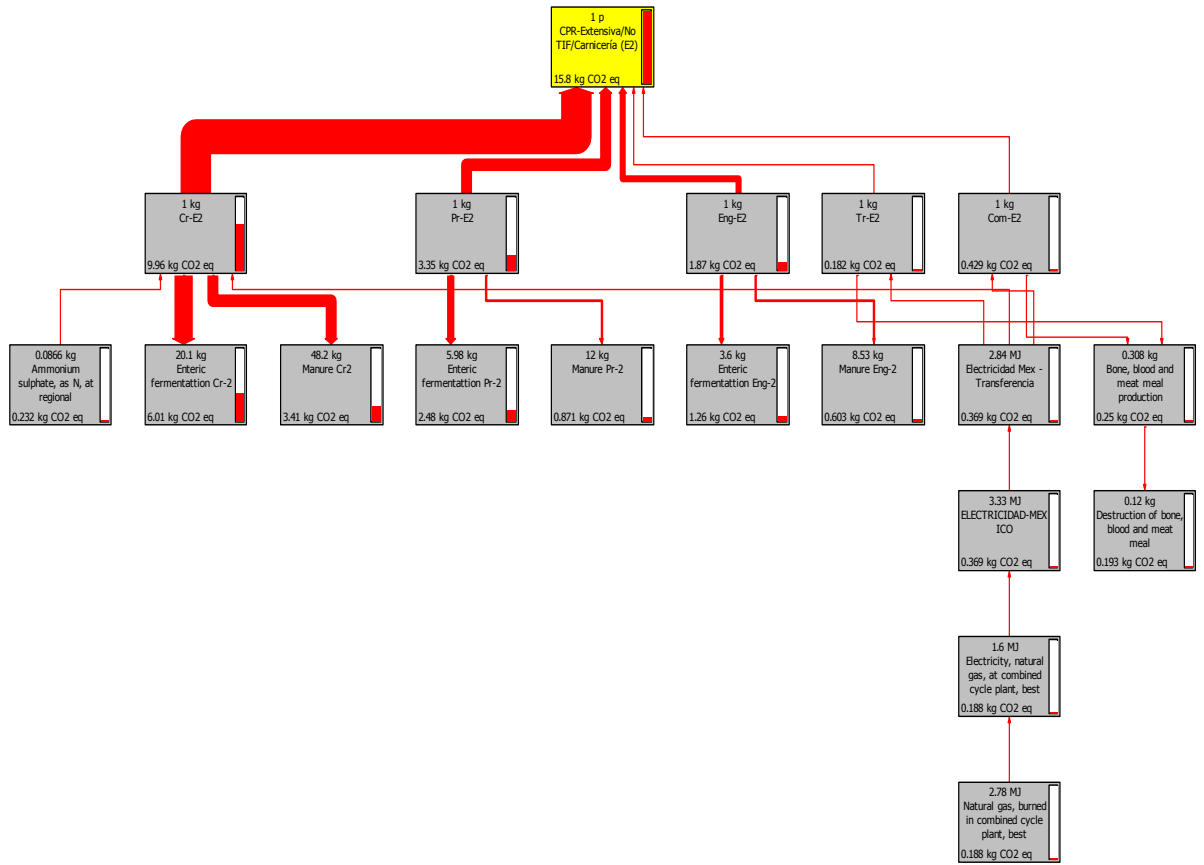 1 p
CPR-Extensiva/No
TIF/Carnicería (E2)
15.8 kg CO2 eq
1 kg
Cr-E2
9.96 kg CO2 eq
1 kg
Pr-E2
3.35 kg CO2 eq
1 kg
Eng-E2
1.87 kg CO2 eq
1 kg
Tr-E2
0.182 kg CO2 eq
1 kg
Com-E2
0.429 kg CO2 eq
0.0866 kg
Ammonium
sulphate, as N, at
regional
0.232 kg CO2 eq
20.1 kg
Enteric
fermentattion Cr-2
6.01 kg CO2 eq
48.2 kg
Manure Cr2
3.41 kg CO2 eq
5.98 kg
Enteric
fermentattion Pr-2
2.48 kg CO2 eq
12 kg
Manure Pr-2
0.871 kg CO2 eq
3.6 kg
Enteric
fermentattion Eng-2
1.26 kg CO2 eq
8.53 kg
Manure Eng-2
0.603 kg CO2 eq
2.84 MJ
Electricidad Mex -
Transferencia
0.369 kg CO2 eq
0.308 kg
Bone, blood and
meat meal
production
0.25 kg CO2 eq
3.33 MJ
ELECTRICIDAD-MEX
ICO
0.369 kg CO2 eq
0.12 kg
Destruction of bone,
blood and meat
meal
0.193 kg CO2 eq
1.6 MJ
Electricity, natural
gas, at combined
cycle plant, best
0.188 kg CO2 eq
2.78 MJ
Natural gas, burned
in combined cycle
plant, best
0.188 kg CO2 eq